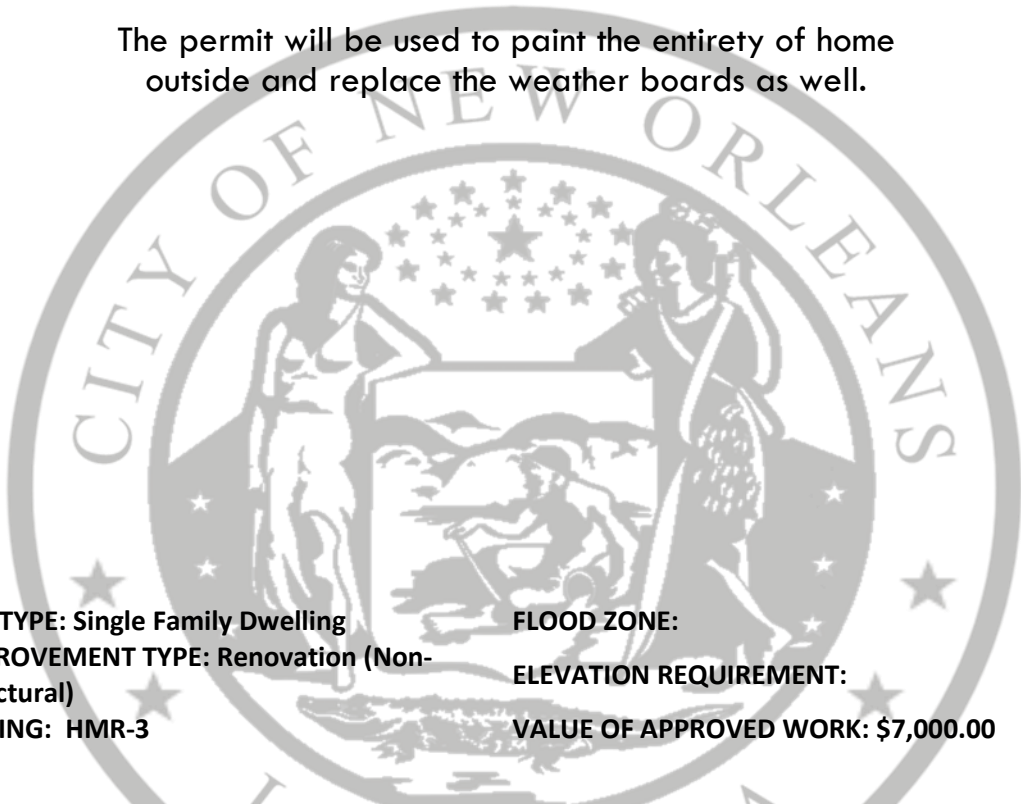 The permit will be used to paint the entirety of home
outside and replace the weather boards as well.
CITY OF NEW ORLEANS
TYPE: Single Family Dwelling
ROVEMENT TYPE: Renovation (Non-
ctural)
ING: HMR-3
FLOOD ZONE:
ELEVATION REQUIREMENT:
VALUE OF APPROVED WORK: $7,000.00